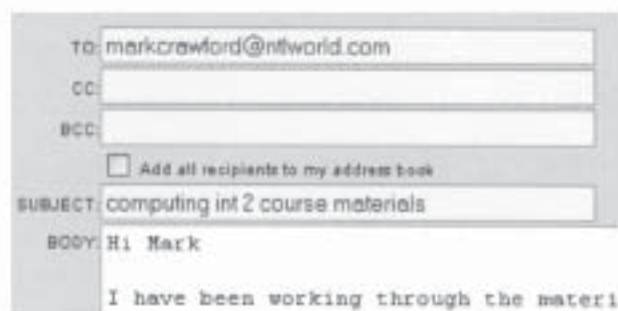 TO: markcrawford@ntlworld.com
CC:
BCC:
Add all recipients to my address book
SUBJECT: computing int 2 course materials
BODY: Hi Mark
I have been working through the materi